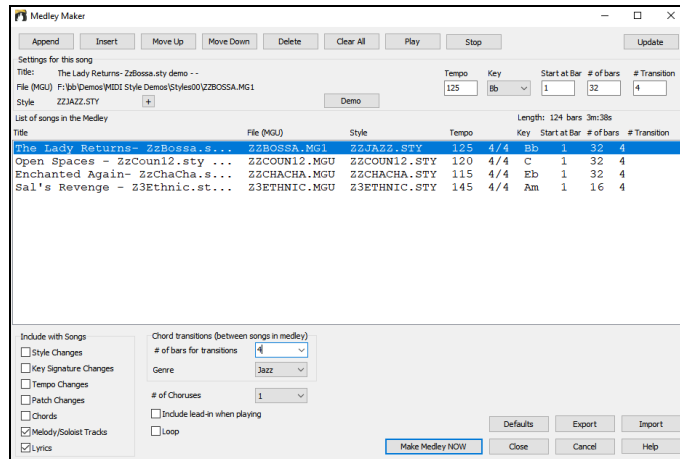 Medley Maker
Append Insert Move Up Move Down Delete Clear All Play Stop Update
Settings for this song
Title: The Lady Returns- ZzBossa.sty demo - - Tempo Key Start at Bar # of bars # Transition
File (MGU) F:\bb\Demos\MIDI Style Demos\Styles00\ZZBOSSA.MG1 125 Bb 1 32 4
Style ZZJAZZ.STY + Demo
List of songs in the Medley Length: 124 bars 3m:38s
Title File (MGU) Style Tempo Key Start at Bar # of bars # Transition
The Lady Returns- ZzBossa.s... ZZBOSSA.MG1 ZZJAZZ.STY 125 4/4 Bb 1 32 4
Open Spaces - ZzCoun12.sty ... ZZCOUN12.MGU ZZCOUN12.STY 120 4/4 C 1 32 4
Enchanted Again- ZzChaCha.s... ZZCHACHA.MGU ZZCHACHA.STY 115 4/4 Eb 1 32 4
Sal's Revenge - Z3Ethnic.st... Z3ETHNIC.MGU Z3ETHNIC.STY 145 4/4 Am 1 16 4
Include with Songs
Style Changes
Key Signature Changes
Tempo Changes
Patch Changes
Chords
Melody/Soloist Tracks
Lyrics
Chord transitions (between songs in medley)
# of bars for transitions 4
Genre Jazz
# of Choruses 1
Include lead-in when playing
Loop
Defaults Export Import
Make Medley NOW Close Cancel Help